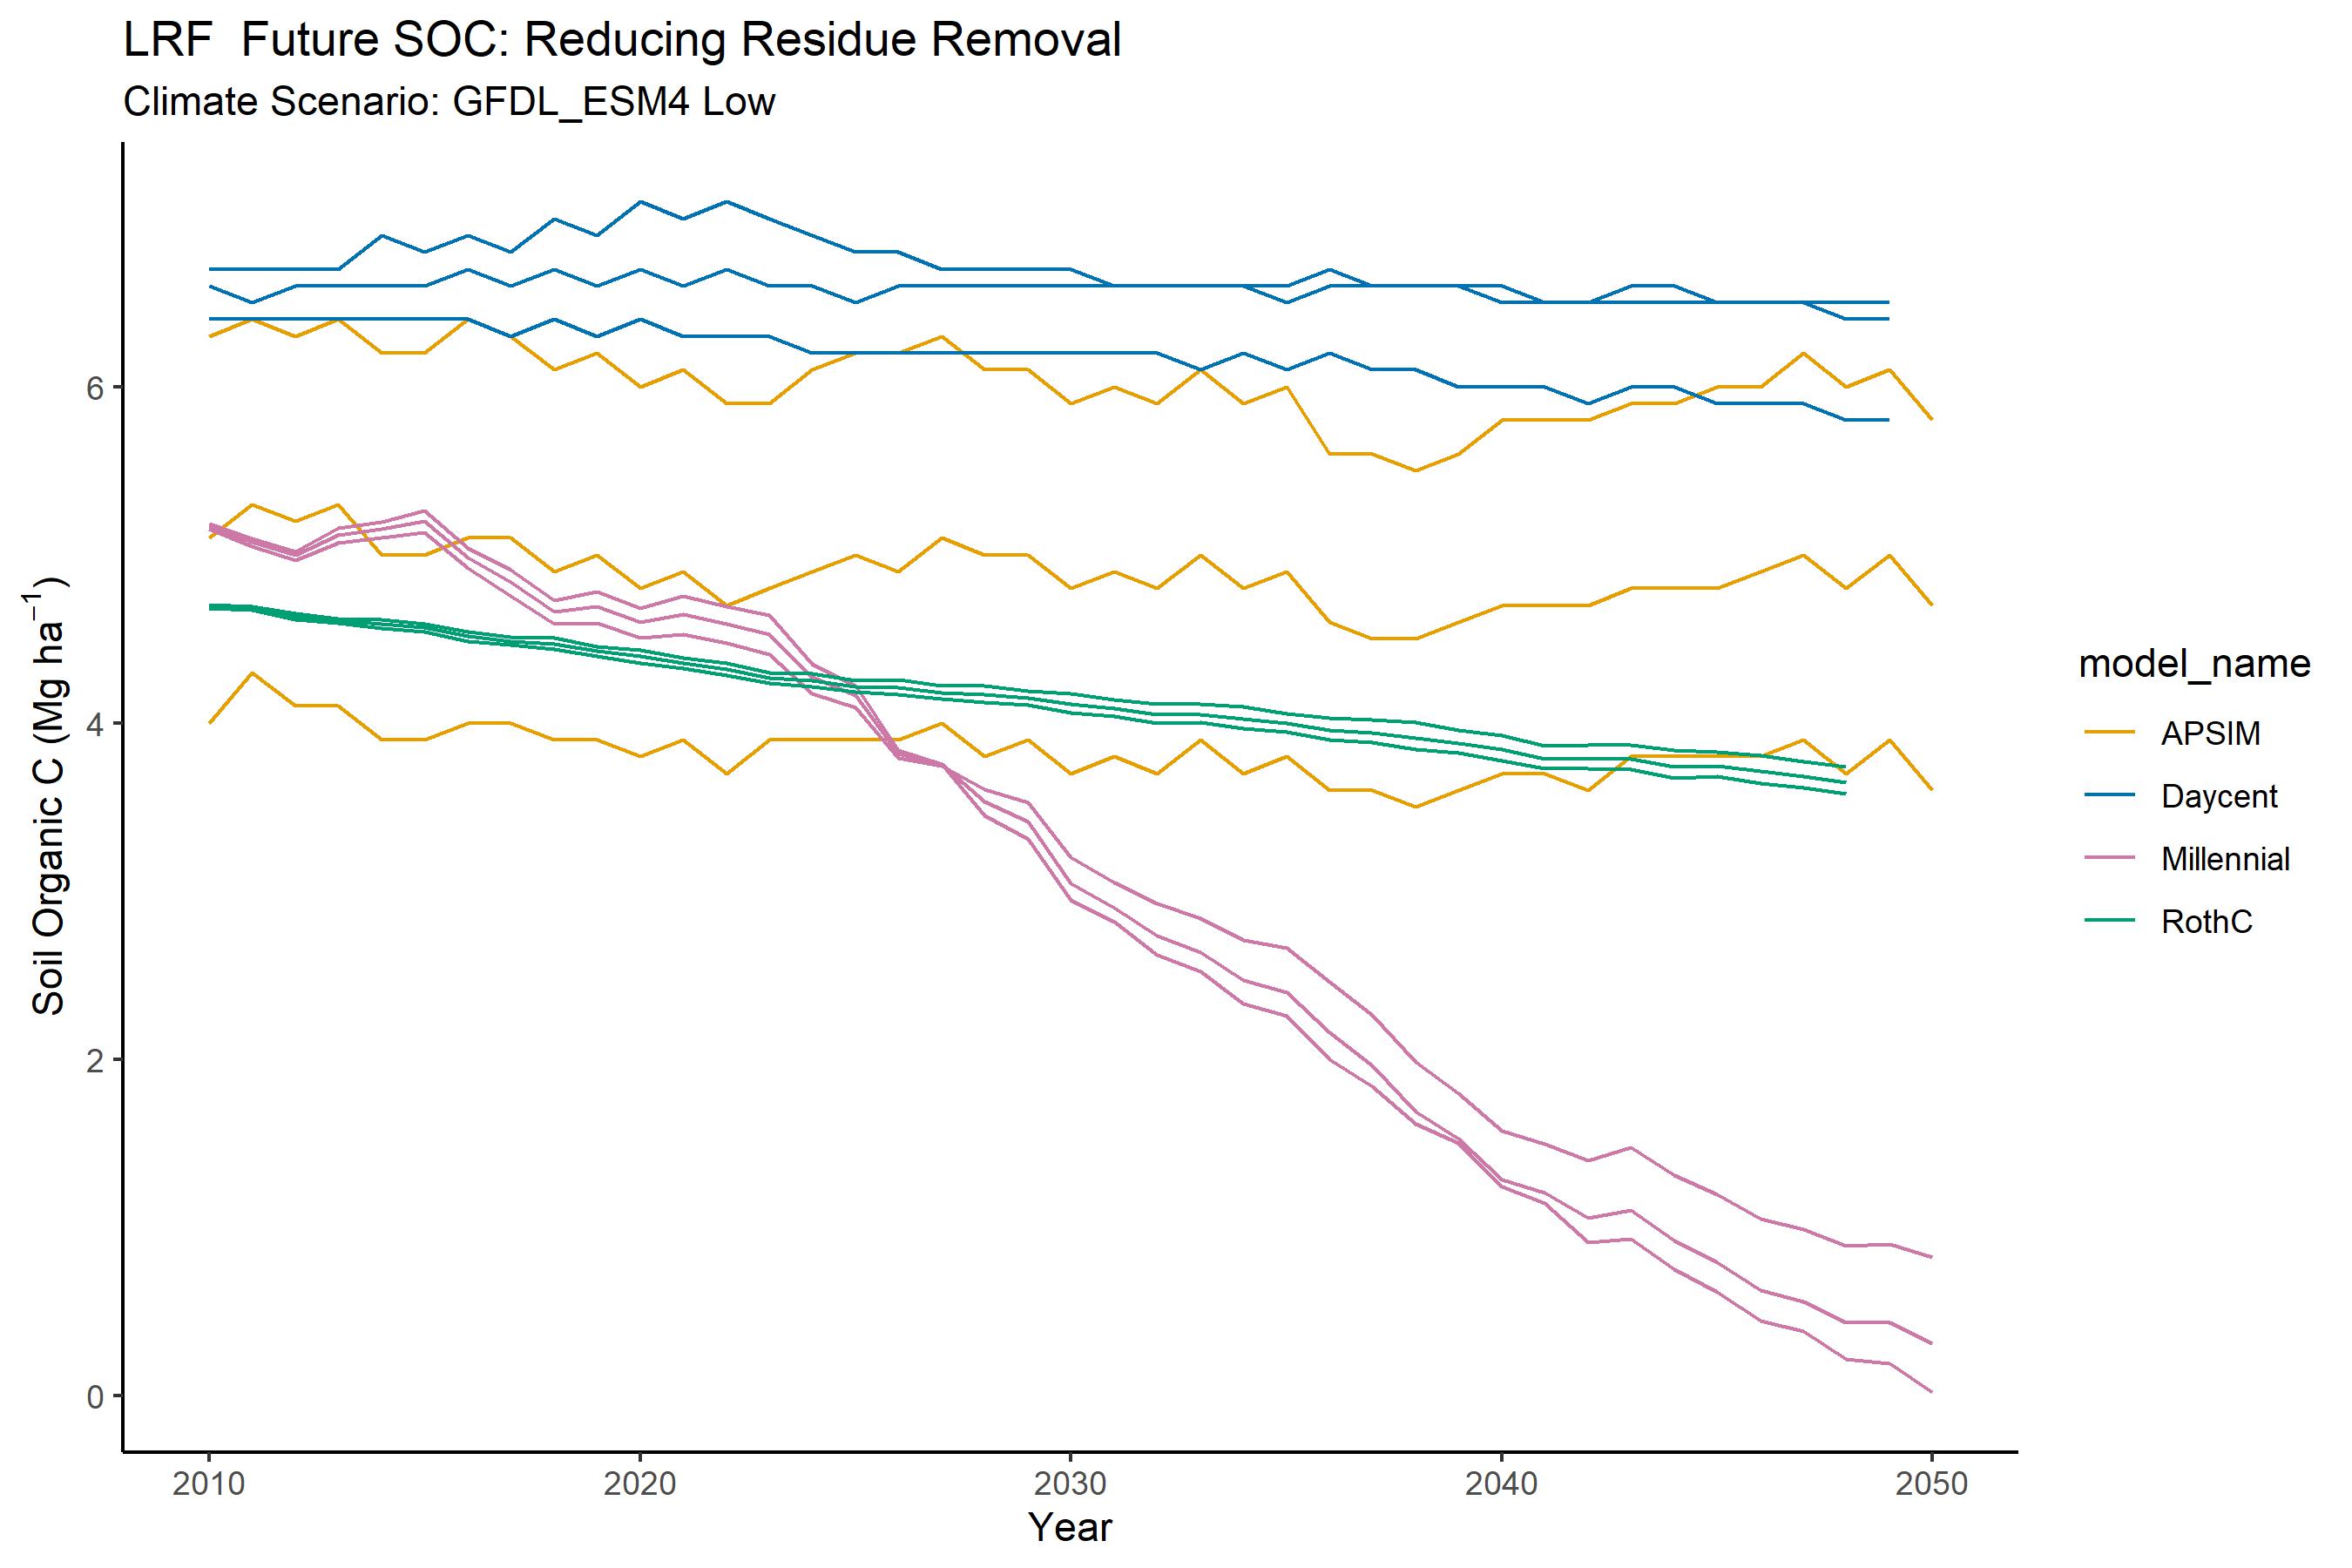 LRF  Future SOC: Reducing Residue Removal
Climate Scenario: GFDL_ESM4 Low
Soil Organic C (Mg ha⁻¹)
6
4
2
0
2010 2020 2030 2040 2050
Year
model_name
APSIM
Daycent
Millennial
RothC